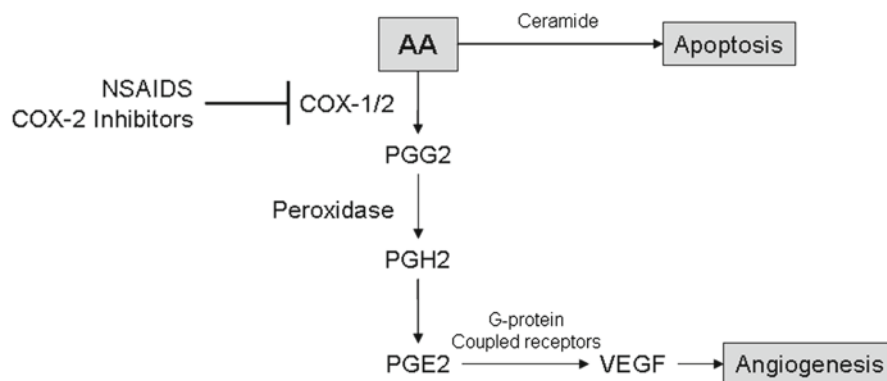 Ceramide
AA
Apoptosis
NSAIDS
COX-2 Inhibitors
COX-1/2
PGG2
Peroxidase
PGH2
G-protein
Coupled receptors
PGE2
VEGF
Angiogenesis